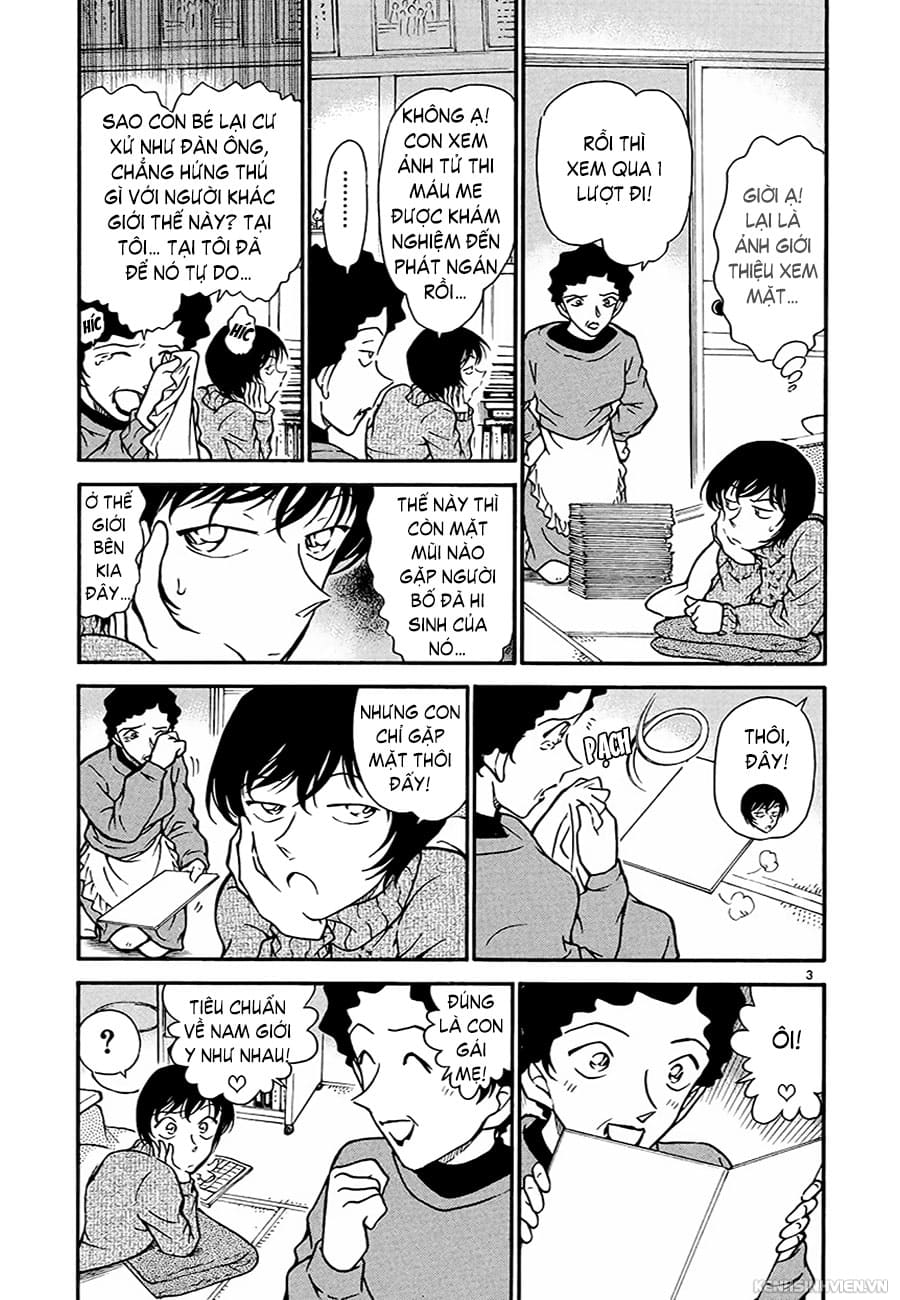 GIỜI Ạ!
LẠI LÀ
ẢNH GIỚI
THIỆU XEM
MẶT...
RỒI THÌ
XEM QUA 1
LƯỢT ĐI!
KHÔNG Ạ!
CON XEM
ẢNH TỬ THI
MÁU ME
ĐƯỢC KHÁM
NGHIỆM ĐẾN
PHÁT NGÁN
RỒI...
.........
SAO CON BÉ LẠI CƯ
XỬ NHƯ ĐÀN ÔNG,
CHẲNG HỨNG THÚ
GÌ VỚI NGƯỜI KHÁC
GIỚI THẾ NÀY? TẠI
TÔI... TẠI TÔI ĐÃ
ĐỂ NÓ TỰ DO...
HÍC
HÍC
THẾ NÀY THÌ
CÒN MẶT
MŨI NÀO
GẶP NGƯỜI
BỐ ĐÃ HI
SINH CỦA
NÓ...
Ở THẾ
GIỚI BÊN
KIA ĐÂY...
THÔI,
ĐÂY!
PẠCH
NHƯNG CON
CHỈ GẶP
MẶT THÔI
ĐẤY!
3
ÔI!
♡
ĐÚNG
LÀ CON
GÁI
MẸ!
TIÊU CHUẨN
VỀ NAM GIỚI
Y NHƯ NHAU!
♡
?
KENHSINHVIEN.VN